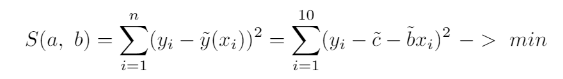 S(a, b) = \sum_{i=1}^{n} (y_i - \tilde{y}(x_i))^2 = \sum_{i=1}^{10} (y_i - \tilde{c} - \tilde{b}x_i)^2 -> min